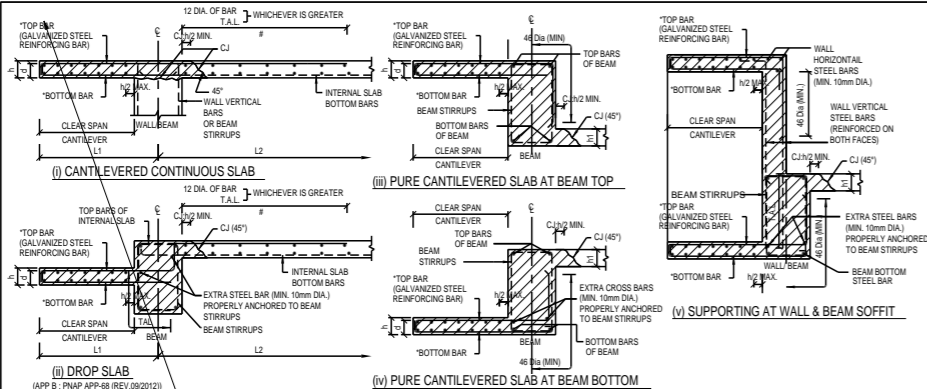 12 DIA. OF BAR
T.A.L.
WHICHEVER IS GREATER
#
*TOP BAR
(GALVANIZED STEEL
REINFORCING BAR)
CJ:h/2 MIN.
CJ
h
d
45°
*BOTTOM BAR
h/2 MAX.
INTERNAL SLAB
BOTTOM BARS
WALL VERTICAL
BARS
OR BEAM
STIRRUPS
WALL/BEAM
CLEAR SPAN
CANTILEVER
L1
L2
(i) CANTILEVERED CONTINUOUS SLAB
12 DIA. OF BAR
T.A.L.
WHICHEVER IS GREATER
#
CJ:h/2 MIN.
TOP BARS OF
INTERNAL SLAB
CJ (45°)
*TOP BAR
(GALVANIZED STEEL
REINFORCING BAR)
INTERNAL SLAB
BOTTOM BARS
h
d
*BOTTOM BAR
h/2 MAX.
EXTRA STEEL BAR (MIN. 10mm DIA.)
PROPERLY ANCHORED TO BEAM
STIRRUPS
BEAM STIRRUPS
CLEAR SPAN
CANTILEVER
TAL
BEAM
L1
L2
(ii) DROP SLAB
(APP B : PNAP APP-68 (REV.09/2012))
*TOP BAR
(GALVANIZED STEEL
REINFORCING BAR)
46 Dia (MIN)
TOP BARS
OF BEAM
h
d
*BOTTOM BAR
h/2 MAX.
CJ:h/2 MIN.
BEAM STIRRUPS
CJ (45°)
BOTTOM BARS
OF BEAM
h1
CLEAR SPAN
CANTILEVER
BEAM
(iii) PURE CANTILEVERED SLAB AT BEAM TOP
CLEAR SPAN
CANTILEVER
CJ:h/2 MIN.
TOP BARS
OF BEAM
CJ (45°)
BEAM
STIRRUPS
h1
*TOP BAR
(GALVANIZED STEEL
REINFORCING BAR)
h/2 MAX.
EXTRA CROSS BARS
(MIN. 10mm DIA.)
PROPERLY ANCHORED
TO BEAM STIRRUPS
h
d
*BOTTOM BAR
BEAM
BOTTOM BARS
OF BEAM
46 Dia (MIN)
(iv) PURE CANTILEVERED SLAB AT BEAM BOTTOM
*TOP BAR
(GALVANIZED STEEL
REINFORCING BAR)
WALL
HORIZONTAIL
STEEL BARS
(MIN. 10mm DIA.)
h
d
*BOTTOM BAR
h/2 MAX.
46 Dia (MIN.)
WALL VERTICAL
STEEL BARS
(REINFORCED ON
BOTH FACES)
CLEAR SPAN
CANTILEVER
CJ:h/2 MIN.
CJ (45°)
h1
BEAM STIRRUPS
*TOP BAR
(GALVANIZED STEEL
REINFORCING BAR)
EXTRA STEEL BARS
(MIN. 10mm DIA.)
PROPERLY ANCHORED
TO BEAM STIRRUPS
46 Dia (MIN)
h
d
*BOTTOM BAR
WALL/BEAM
h/2 MAX.
BEAM BOTTOM
STEEL BAR
(v) SUPPORTING AT WALL & BEAM SOFFIT